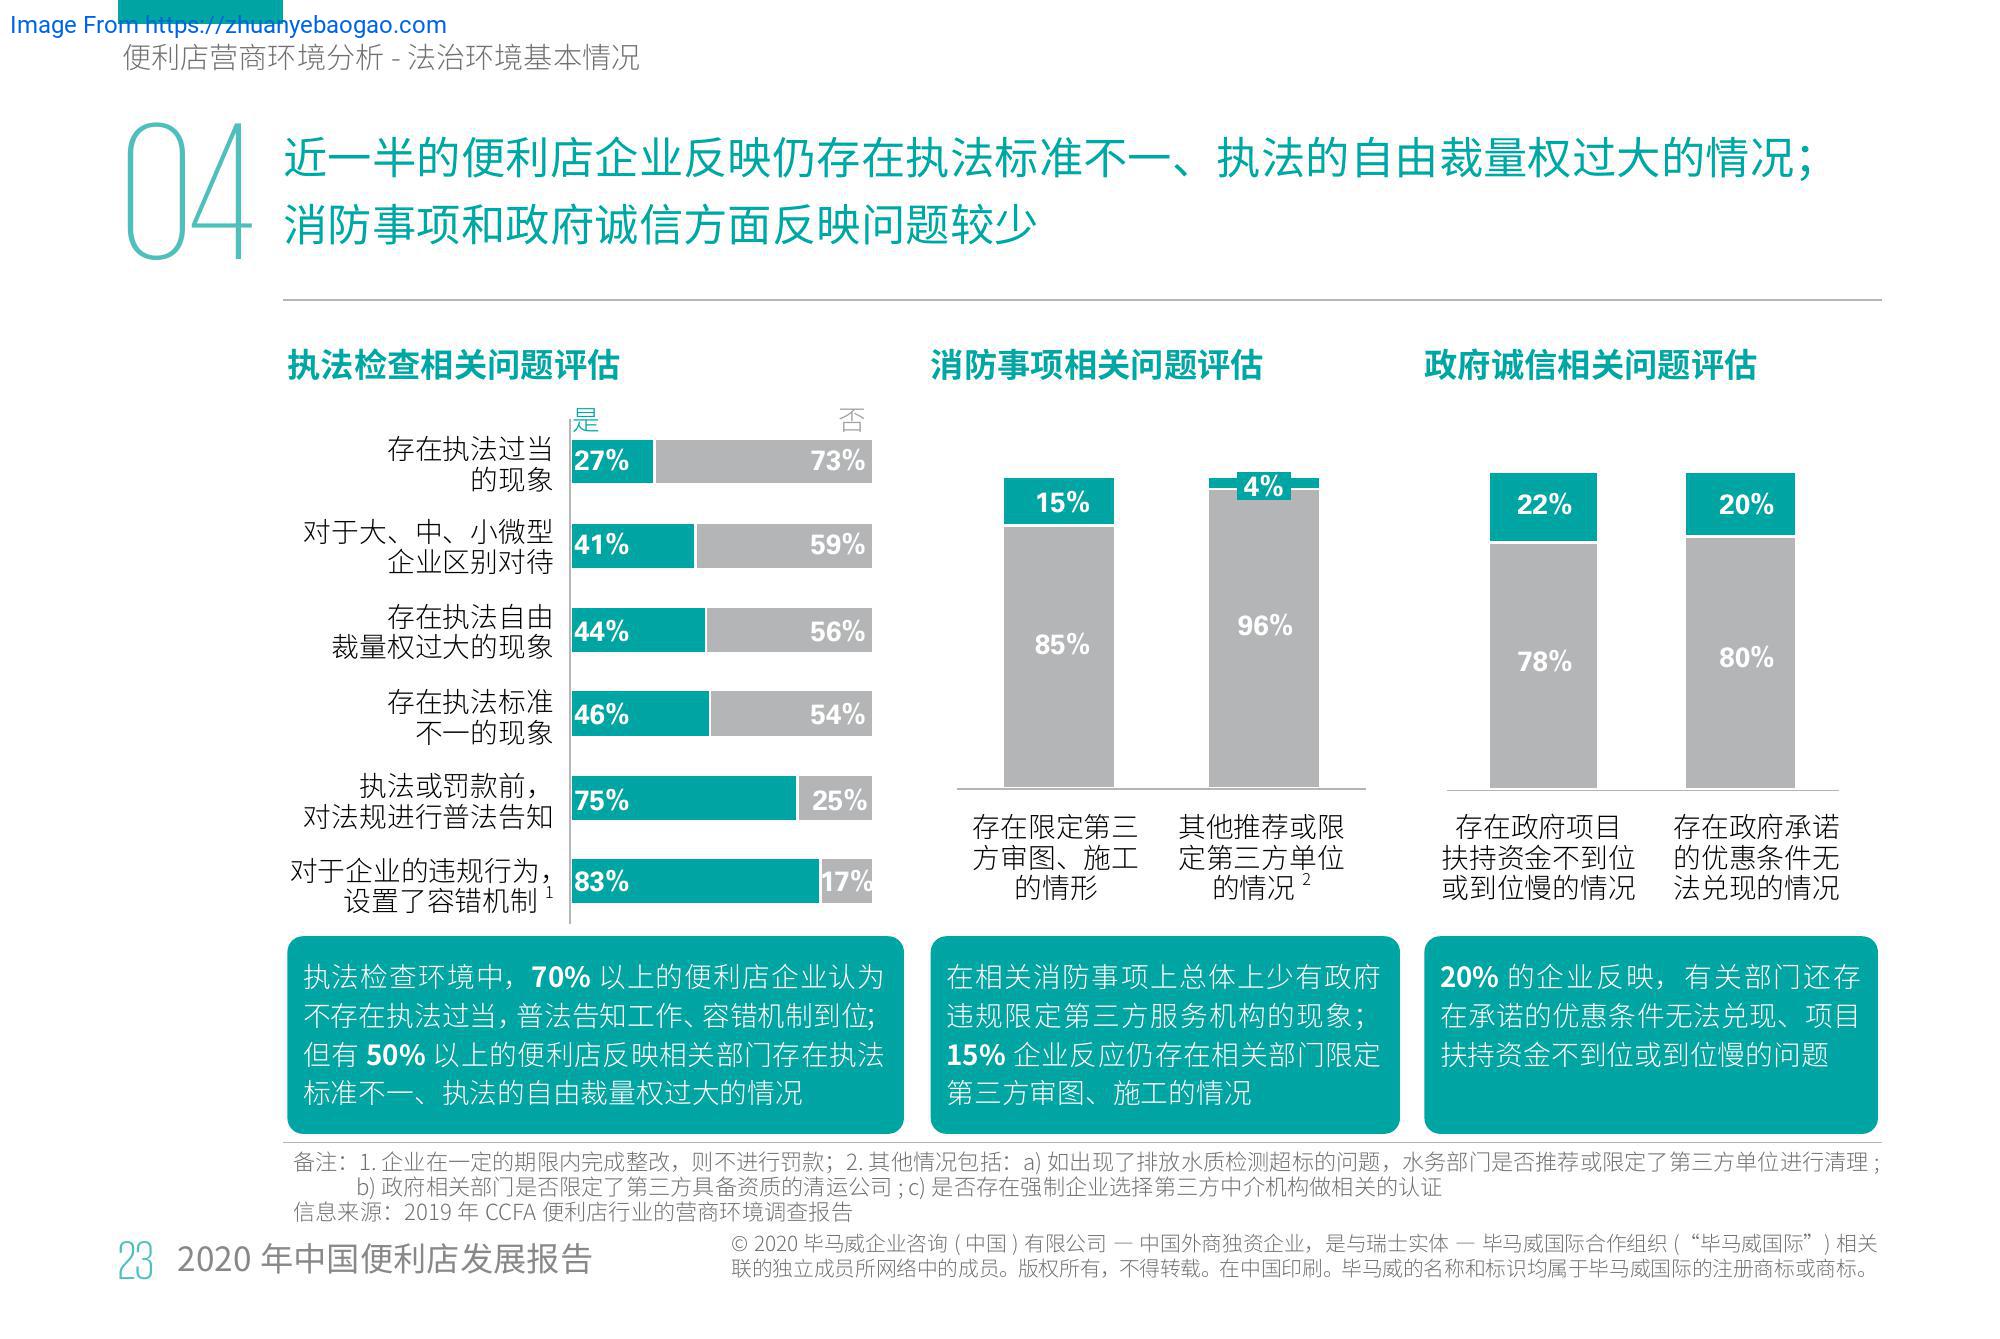 Image From https://zhuanyebaogao.com
便利店营商环境分析 - 法治环境基本情况
04
近一半的便利店企业反映仍存在执法标准不一、执法的自由裁量权过大的情况；
消防事项和政府诚信方面反映问题较少
执法检查相关问题评估
是 否
存在执法过当
的现象
27% 73%
对于大、中、小微型
企业区别对待
41% 59%
存在执法自由
裁量权过大的现象
44% 56%
存在执法标准
不一的现象
46% 54%
执法或罚款前，
对法规进行普法告知
75% 25%
对于企业的违规行为，
设置了容错机制 1
83% 17%
执法检查环境中，70% 以上的便利店企业认为
不存在执法过当，普法告知工作、容错机制到位；
但有 50% 以上的便利店反映相关部门存在执法
标准不一、执法的自由裁量权过大的情况
消防事项相关问题评估
15%
85%
存在限定第三
方审图、施工
的情形
4%
96%
其他推荐或限
定第三方单位
的情况 2
在相关消防事项上总体上少有政府
违规限定第三方服务机构的现象；
15% 企业反应仍存在相关部门限定
第三方审图、施工的情况
政府诚信相关问题评估
22%
78%
存在政府项目
扶持资金不到位
或到位慢的情况
20%
80%
存在政府承诺
的优惠条件无
法兑现的情况
20% 的企业反映，有关部门还存
在承诺的优惠条件无法兑现、项目
扶持资金不到位或到位慢的问题
备注：1. 企业在一定的期限内完成整改，则不进行罚款；2. 其他情况包括：a) 如出现了排放水质检测超标的问题，水务部门是否推荐或限定了第三方单位进行清理 ;
b) 政府相关部门是否限定了第三方具备资质的清运公司 ; c) 是否存在强制企业选择第三方中介机构做相关的认证
信息来源：2019 年 CCFA 便利店行业的营商环境调查报告
23 2020 年中国便利店发展报告
© 2020 毕马威企业咨询 ( 中国 ) 有限公司 — 中国外商独资企业，是与瑞士实体 — 毕马威国际合作组织 (“毕马威国际”) 相关
联的独立成员所网络中的成员。版权所有，不得转载。在中国印刷。毕马威的名称和标识均属于毕马威国际的注册商标或商标。